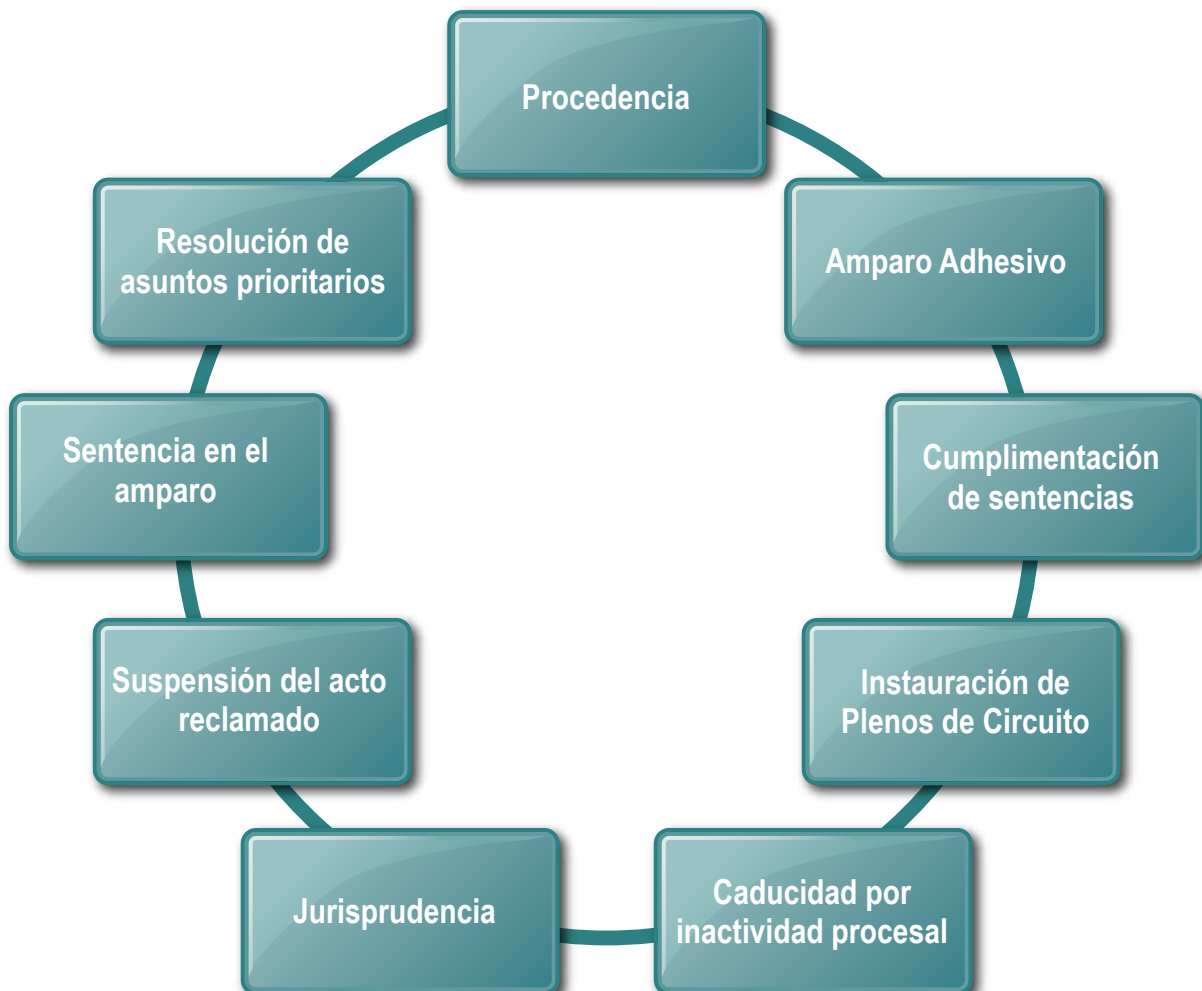 Procedencia
Amparo Adhesivo
Cumplimentación
de sentencias
Instauración de
Plenos de Circuito
Caducidad por
inactividad procesal
Jurisprudencia
Suspensión del acto
reclamado
Sentencia en el
amparo
Resolución de
asuntos prioritarios